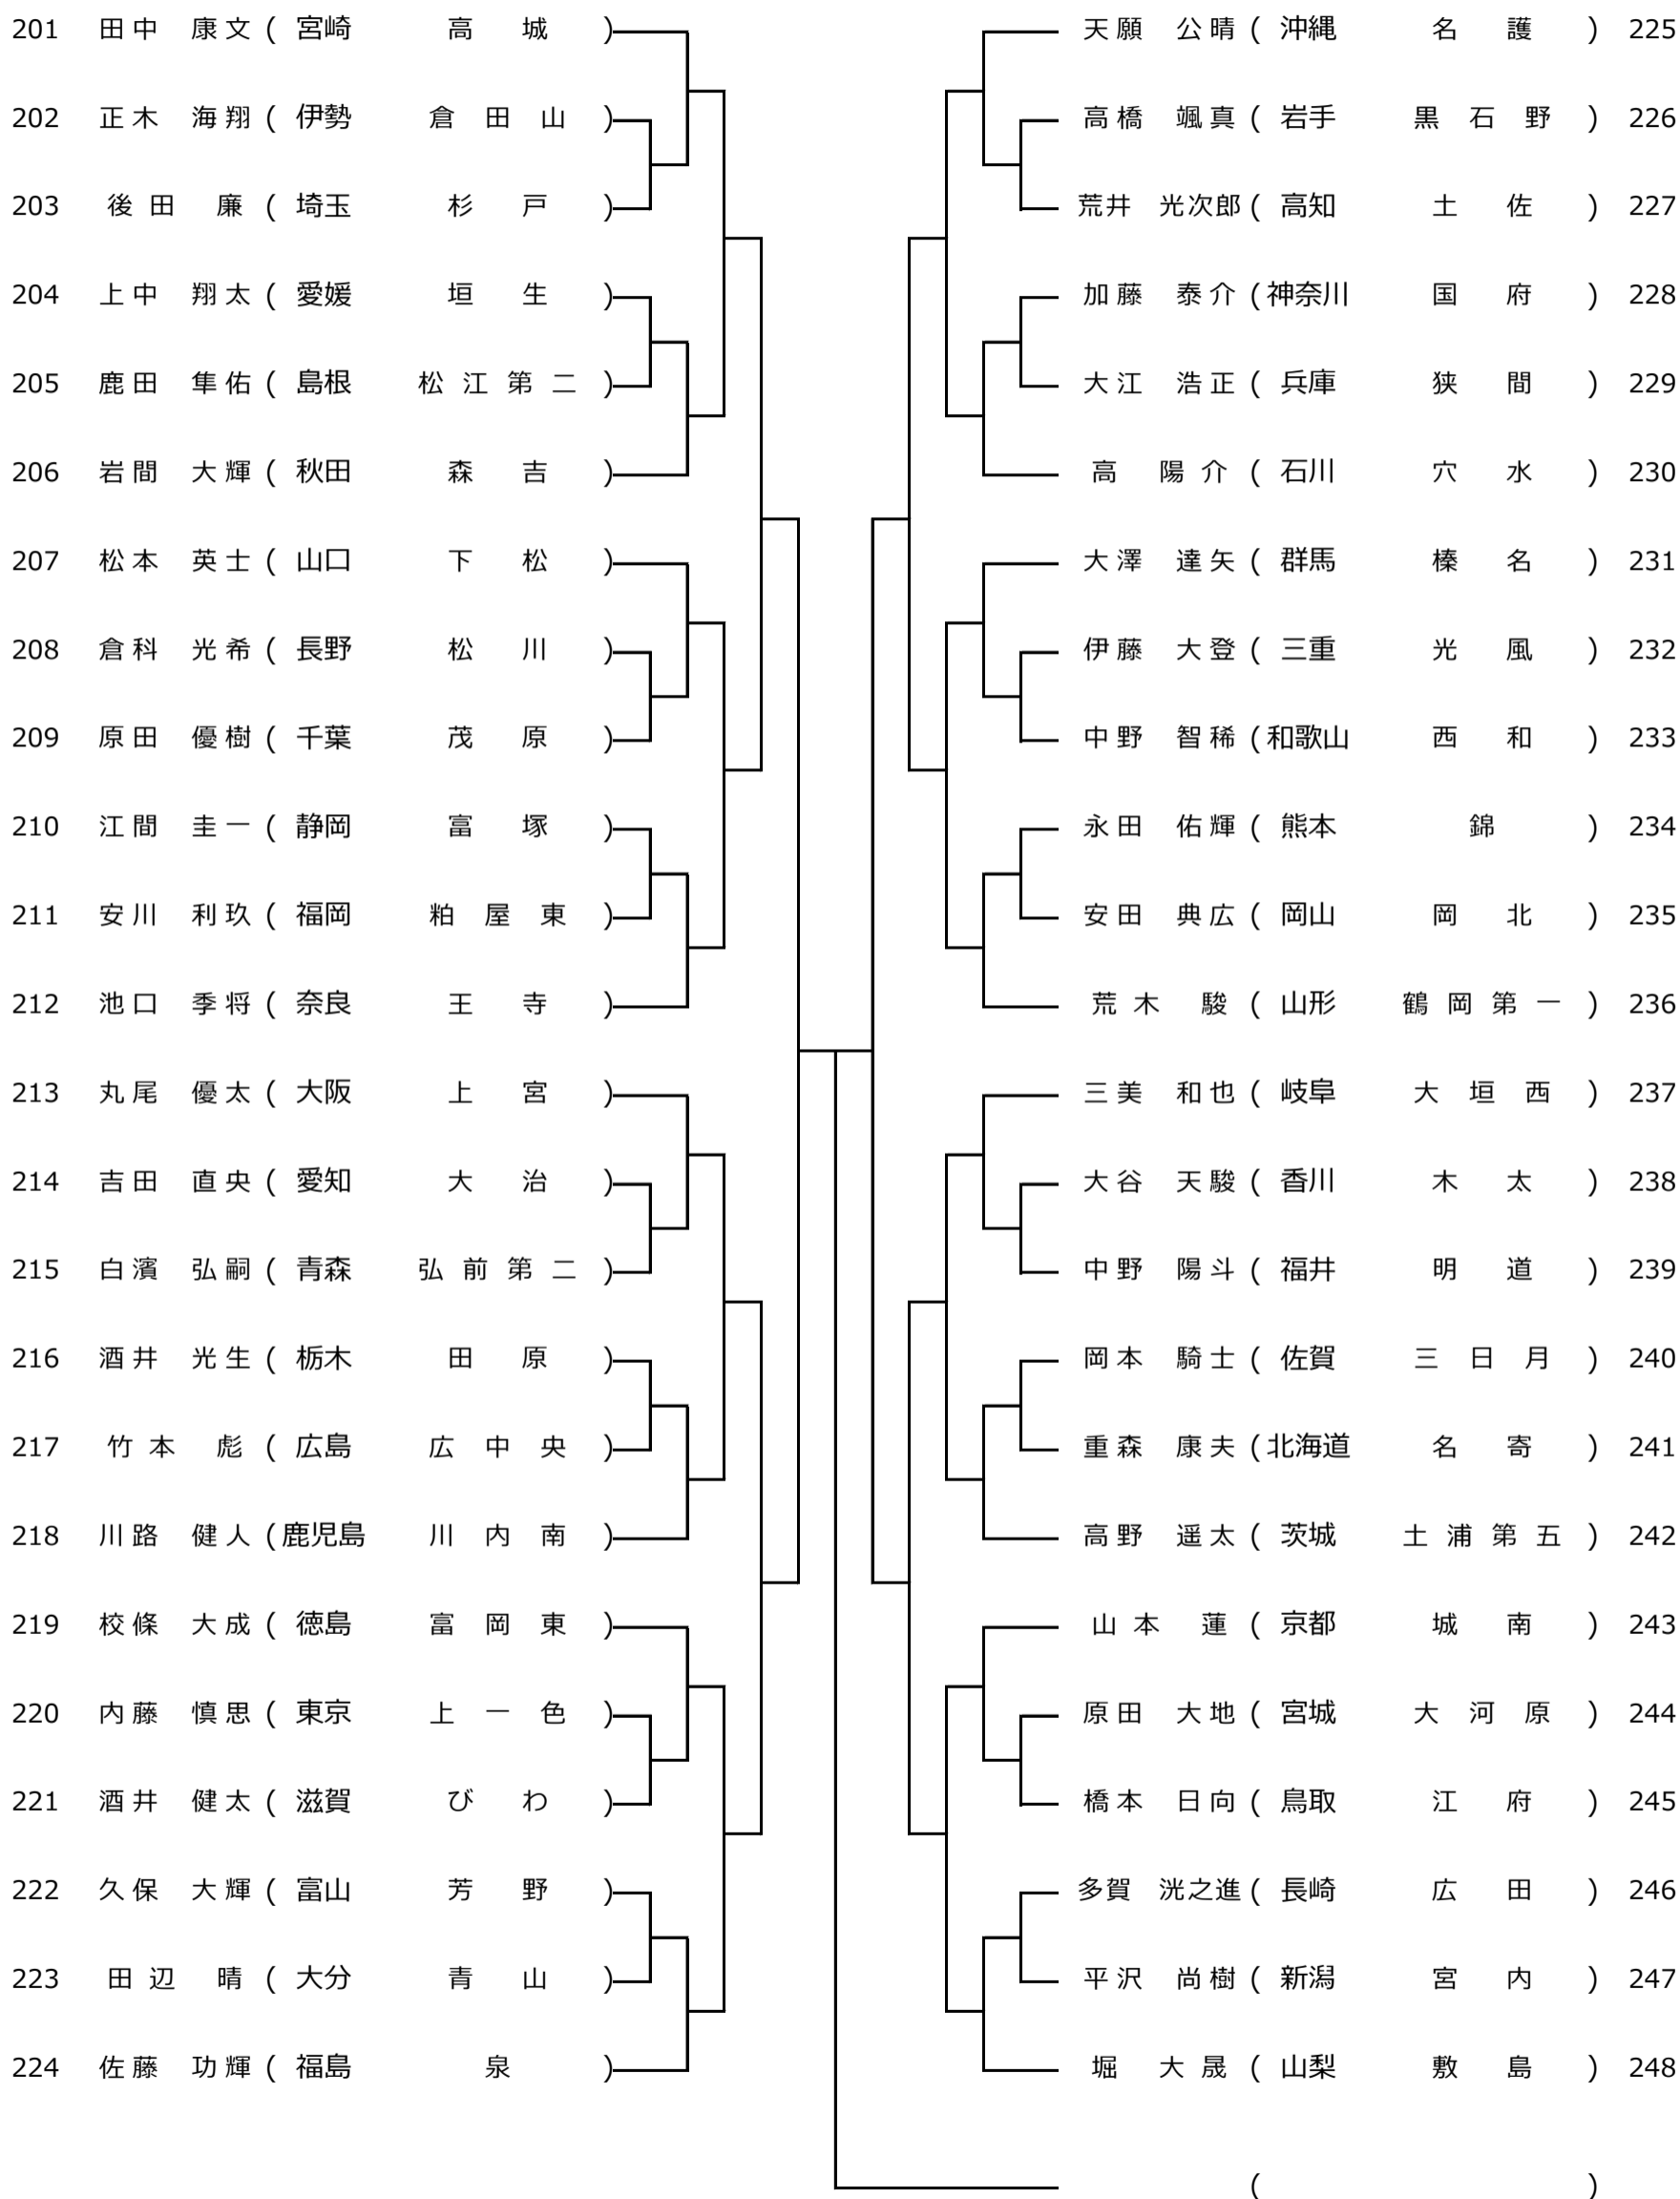 201 田中 康文 ( 宮崎 高城 )
202 正木 海翔 ( 伊勢 倉田山 )
203 後田 廉 ( 埼玉 杉戸 )
204 上中 翔太 ( 愛媛 垣生 )
205 鹿田 隼佑 ( 島根 松江第二 )
206 岩間 大輝 ( 秋田 森吉 )
207 松本 英士 ( 山口 下松 )
208 倉科 光希 ( 長野 松川 )
209 原田 優樹 ( 千葉 茂原 )
210 江間 圭一 ( 静岡 富塚 )
211 安川 利玖 ( 福岡 粕屋東 )
212 池口 季将 ( 奈良 王寺 )
213 丸尾 優太 ( 大阪 上宮 )
214 吉田 直央 ( 愛知 大治 )
215 白濱 弘嗣 ( 青森 弘前第二 )
216 酒井 光生 ( 栃木 田原 )
217 竹本 彪 ( 広島 広中央 )
218 川路 健人 ( 鹿児島 川内南 )
219 校條 大成 ( 徳島 富岡東 )
220 内藤 慎思 ( 東京 上一色 )
221 酒井 健太 ( 滋賀 びわ )
222 久保 大輝 ( 富山 芳野 )
223 田辺 晴 ( 大分 青山 )
224 佐藤 功輝 ( 福島 泉 )
天願 公晴 ( 沖縄 名護 ) 225
高橋 颯真 ( 岩手 黒石野 ) 226
荒井 光次郎 ( 高知 土佐 ) 227
加藤 泰介 ( 神奈川 国府 ) 228
大江 浩正 ( 兵庫 狭間 ) 229
高 陽介 ( 石川 穴水 ) 230
大澤 達矢 ( 群馬 榛名 ) 231
伊藤 大登 ( 三重 光風 ) 232
中野 智稀 ( 和歌山 西和 ) 233
永田 佑輝 ( 熊本 錦 ) 234
安田 典広 ( 岡山 岡北 ) 235
荒木 駿 ( 山形 鶴岡第一 ) 236
三美 和也 ( 岐阜 大垣西 ) 237
大谷 天駿 ( 香川 木太 ) 238
中野 陽斗 ( 福井 明道 ) 239
岡本 騎士 ( 佐賀 三日月 ) 240
重森 康夫 ( 北海道 名寄 ) 241
高野 遥太 ( 茨城 土浦第五 ) 242
山本 蓮 ( 京都 城南 ) 243
原田 大地 ( 宮城 大河原 ) 244
橋本 日向 ( 鳥取 江府 ) 245
多賀 洸之進 ( 長崎 広田 ) 246
平沢 尚樹 ( 新潟 宮内 ) 247
堀 大晟 ( 山梨 敷島 ) 248
( )